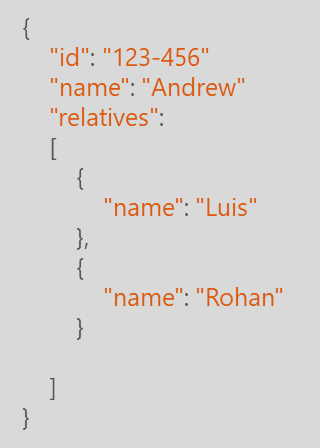 {
"id": "123-456"
"name": "Andrew"
"relatives":
[
{
"name": "Luis"
},
{
"name": "Rohan"
}
]
}